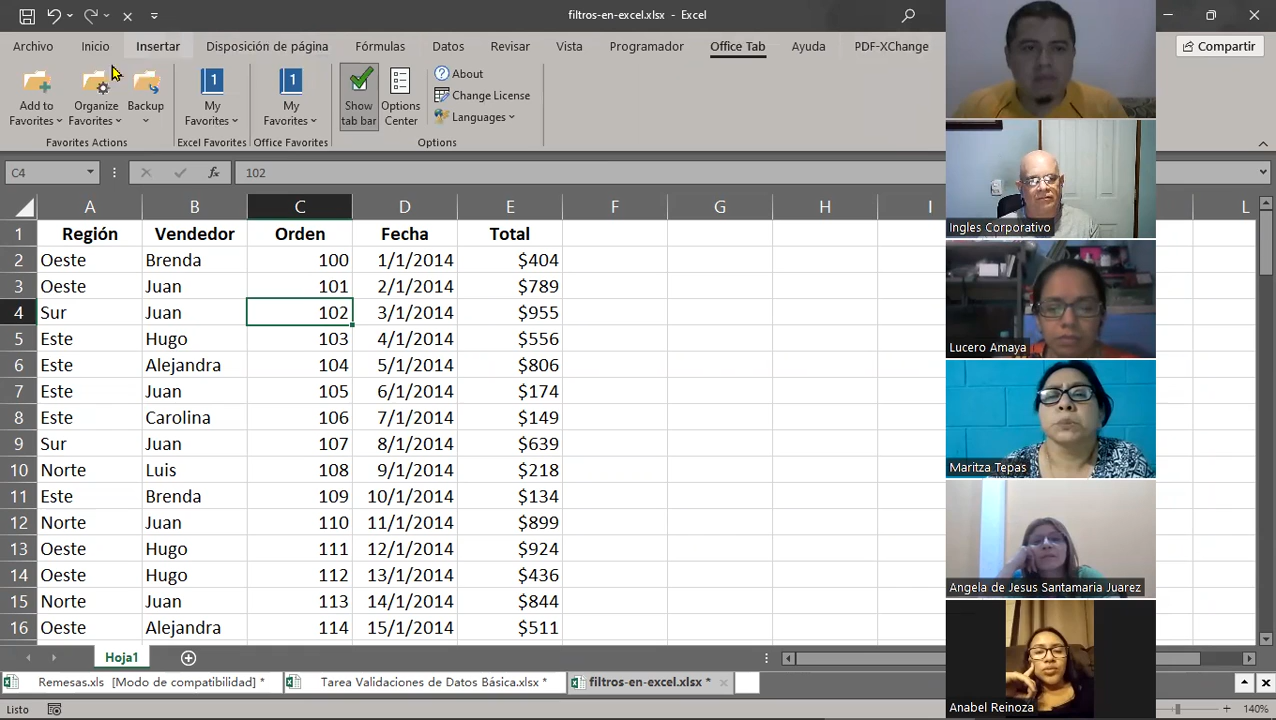 filtros-en-excel.xlsx - Excel
Archivo Inicio Insertar Disposición de página Fórmulas Datos Revisar Vista Programador Office Tab Ayuda PDF-XChange Compartir
Add to Favorites
Organize Favorites
Backup
My Favorites
My Favorites
Show tab bar
Options Center
About
Change License
Languages
Favorites Actions Excel Favorites Office Favorites Options
C4 fx 102
A B C D E F G H I L
1 Región Vendedor Orden Fecha Total
2 Oeste Brenda 100 1/1/2014 $404
3 Oeste Juan 101 2/1/2014 $789
4 Sur Juan 102 3/1/2014 $955
5 Este Hugo 103 4/1/2014 $556
6 Este Alejandra 104 5/1/2014 $806
7 Este Juan 105 6/1/2014 $174
8 Este Carolina 106 7/1/2014 $149
9 Sur Juan 107 8/1/2014 $639
10 Norte Luis 108 9/1/2014 $218
11 Este Brenda 109 10/1/2014 $134
12 Norte Juan 110 11/1/2014 $899
13 Oeste Hugo 111 12/1/2014 $924
14 Oeste Hugo 112 13/1/2014 $436
15 Norte Juan 113 14/1/2014 $844
16 Oeste Alejandra 114 15/1/2014 $511
Hoja1
Remesas.xls [Modo de compatibilidad] * Tarea Validaciones de Datos Básica.xlsx * filtros-en-excel.xlsx *
Listo 140%
Ingles Corporativo
Lucero Amaya
Maritza Tepas
Angela de Jesus Santamaria Juarez
Anabel Reinoza